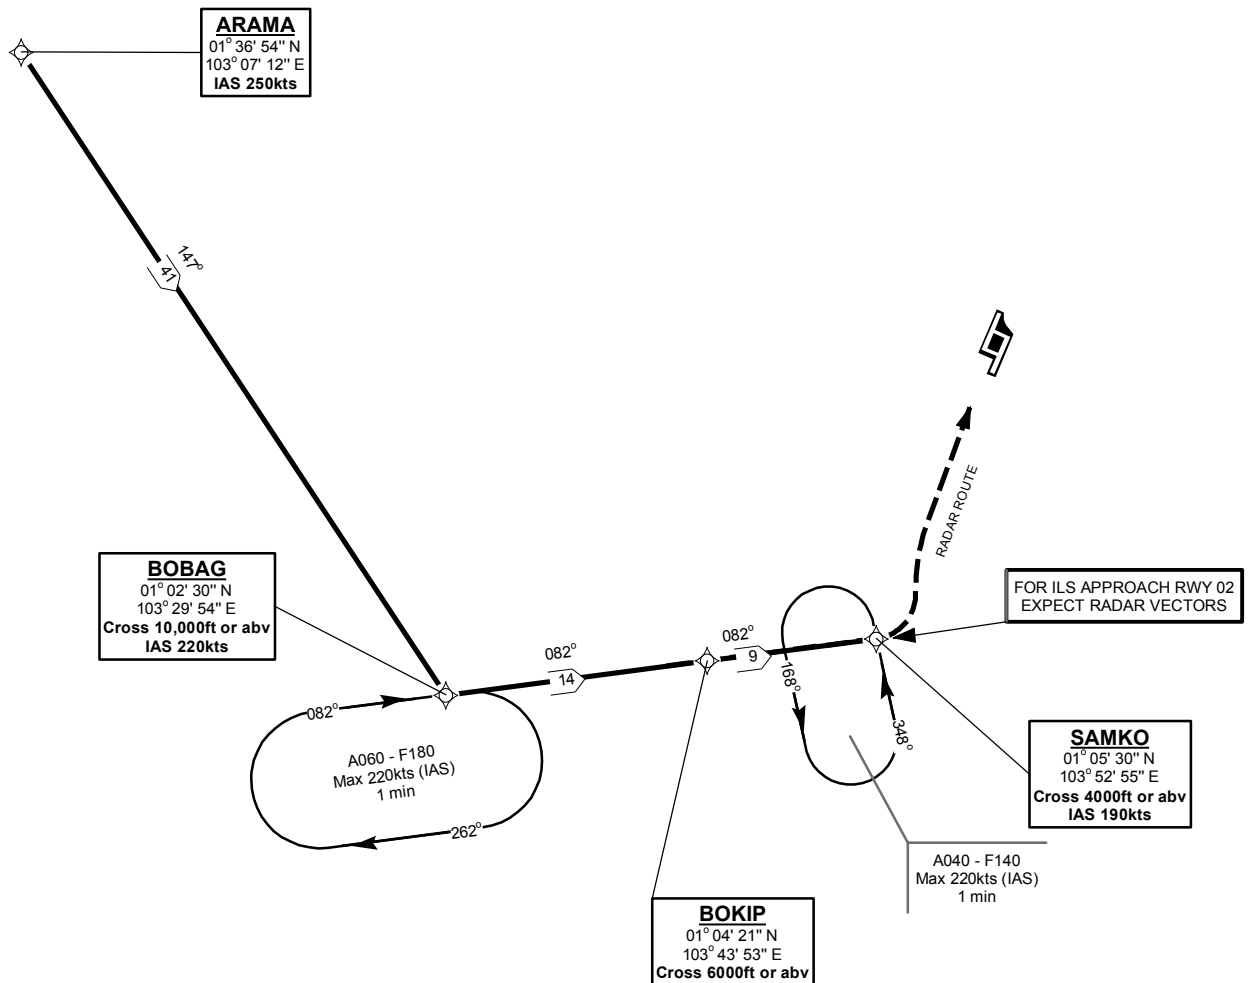 ARAMA
01° 36' 54" N
103° 07' 12" E
IAS 250kts
147°
41
RADAR ROUTE
BOBAG
01° 02' 30" N
103° 29' 54" E
Cross 10,000ft or abv
IAS 220kts
FOR ILS APPROACH RWY 02
EXPECT RADAR VECTORS
082°
14
082°
9
168°
348°
082°
A060 - F180
Max 220kts (IAS)
1 min
262°
SAMKO
01° 05' 30" N
103° 52' 55" E
Cross 4000ft or abv
IAS 190kts
A040 - F140
Max 220kts (IAS)
1 min
BOKIP
01° 04' 21" N
103° 43' 53" E
Cross 6000ft or abv